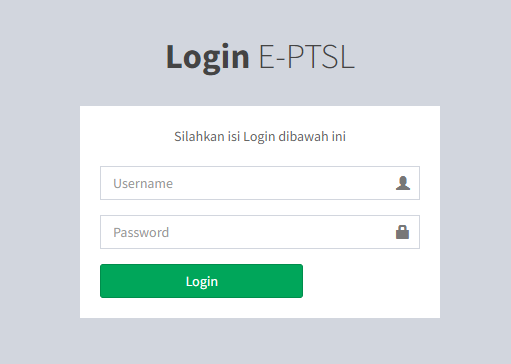 Login E-PTSL
Silahkan isi Login dibawah ini
Username
Password
Login